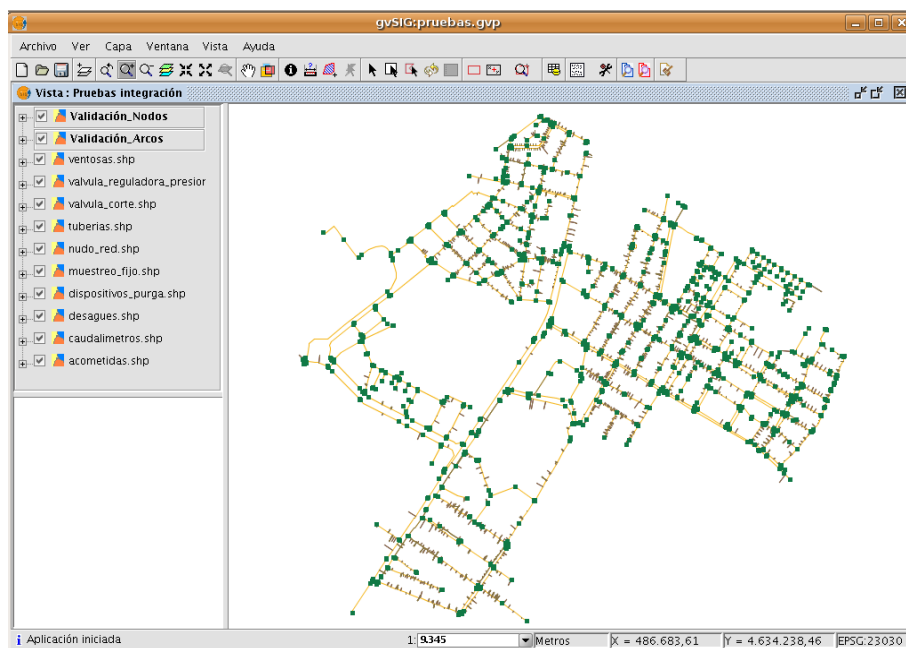 gvSIG:pruebas.gvp
Archivo Ver Capa Ventana Vista Ayuda
Vista : Pruebas integración
Validación_Nodos
Validación_Arcos
ventosas.shp
valvula_reguladora_presior
valvula_corte.shp
tuberias.shp
nudo_red.shp
muestreo_fijo.shp
dispositivos_purga.shp
desagues.shp
caudalimetros.shp
acometidas.shp
Aplicación iniciada 1: 9.345 Metros X = 486.683,61 Y = 4.634.238,46 EPSG:23030